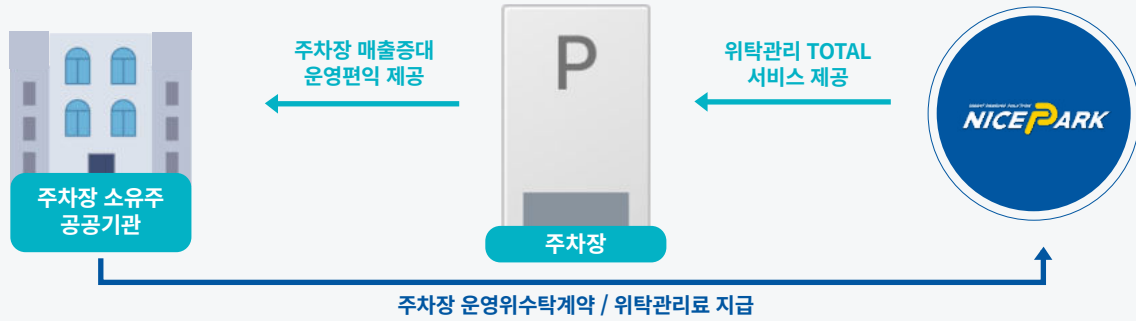 주차장 매출증대
운영편익 제공
P
위탁관리 TOTAL
서비스 제공
NICEPARK
주차장 소유주
공공기관
주차장
주차장 운영위수탁계약 / 위탁관리료 지급